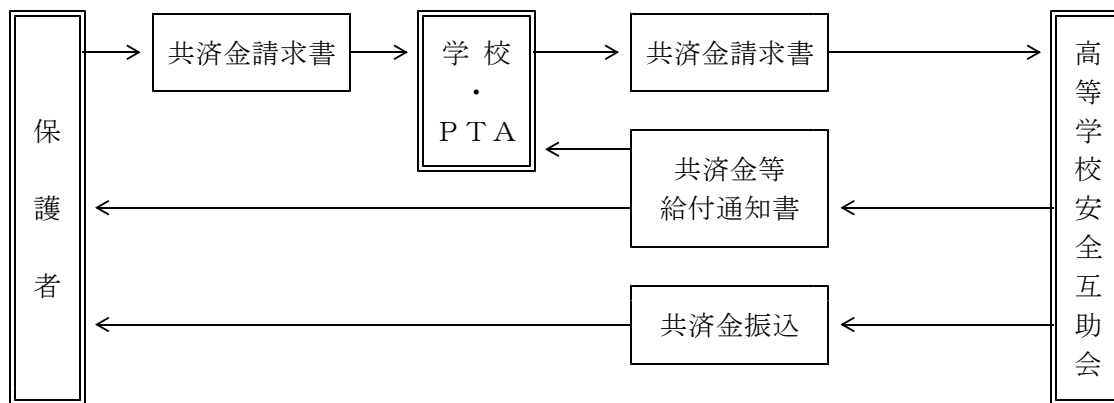 保護者
共済金請求書
学校
・
ＰＴＡ
共済金請求書
高等学校安全互助会
共済金等
給付通知書
共済金振込